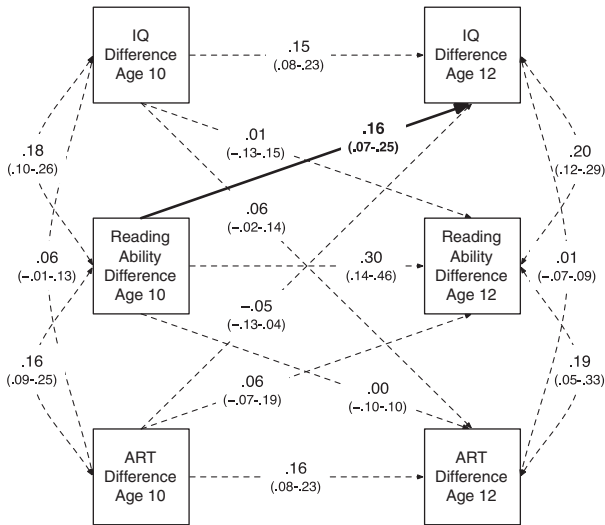 IQ
Difference
Age 10
.15
(.08-.23)
IQ
Difference
Age 12
.01
(–.13-.15)
.16
(.07-.25)
.18
(.10-.26)
.20
(.12-.29)
.06
(–.02-.14)
Reading
Ability
Difference
Age 10
.06
(–.01-.13)
.30
(.14-.46)
Reading
Ability
Difference
Age 12
.01
(-.07-.09)
–.05
(–.13-.04)
.16
(.09-.25)
.06
(–.07-.19)
.00
(–.10-.10)
.19
(.05-.33)
ART
Difference
Age 10
.16
(.08-.23)
ART
Difference
Age 12